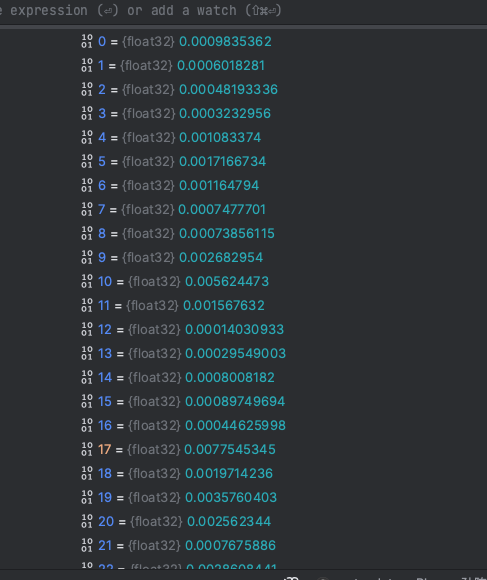 expression (⏎) or add a watch (⇧⌘⏎)
0 = {float32} 0.0009835362
1 = {float32} 0.0006018281
2 = {float32} 0.00048193336
3 = {float32} 0.0003232956
4 = {float32} 0.001083374
5 = {float32} 0.0017166734
6 = {float32} 0.001164794
7 = {float32} 0.0007477701
8 = {float32} 0.00073856115
9 = {float32} 0.002682954
10 = {float32} 0.005624473
11 = {float32} 0.001567632
12 = {float32} 0.00014030933
13 = {float32} 0.00029549003
14 = {float32} 0.0008008182
15 = {float32} 0.00089749694
16 = {float32} 0.00044625998
17 = {float32} 0.0077545345
18 = {float32} 0.0019714236
19 = {float32} 0.0035760403
20 = {float32} 0.002562344
21 = {float32} 0.0007675886